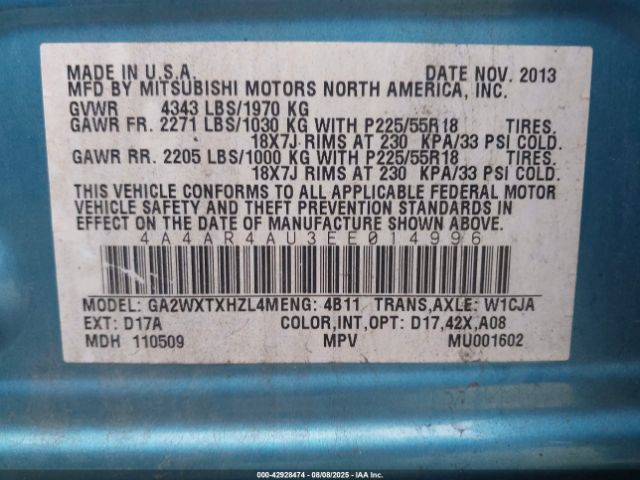 MADE IN U.S.A. DATE NOV. 2013
MFD BY MITSUBISHI MOTORS NORTH AMERICA, INC.
GVWR 4343 LBS/1970 KG
GAWR FR. 2271 LBS/1030 KG WITH P225/55R18 TIRES.
18X7J RIMS AT 230 KPA/33 PSI COLD.
GAWR RR. 2205 LBS/1000 KG WITH P225/55R18 TIRES.
18X7J RIMS AT 230 KPA/33 PSI COLD.
THIS VEHICLE CONFORMS TO ALL APPLICABLE FEDERAL MOTOR
VEHICLE SAFETY AND THEFT PREVENTION STANDARDS IN
EFFECT ON THE DATE OF MANUFACTURE SHOWN ABOVE.
4A4AR4AU3EE014996
MODEL: GA2WXTXHZL4MENG: 4B11 TRANS,AXLE: W1CJA
EXT: D17A COLOR,INT,OPT: D17,42X,A08
MDH 110509 MPV MU001602
000-42928474 - 08/08/2025 - IAA Inc.